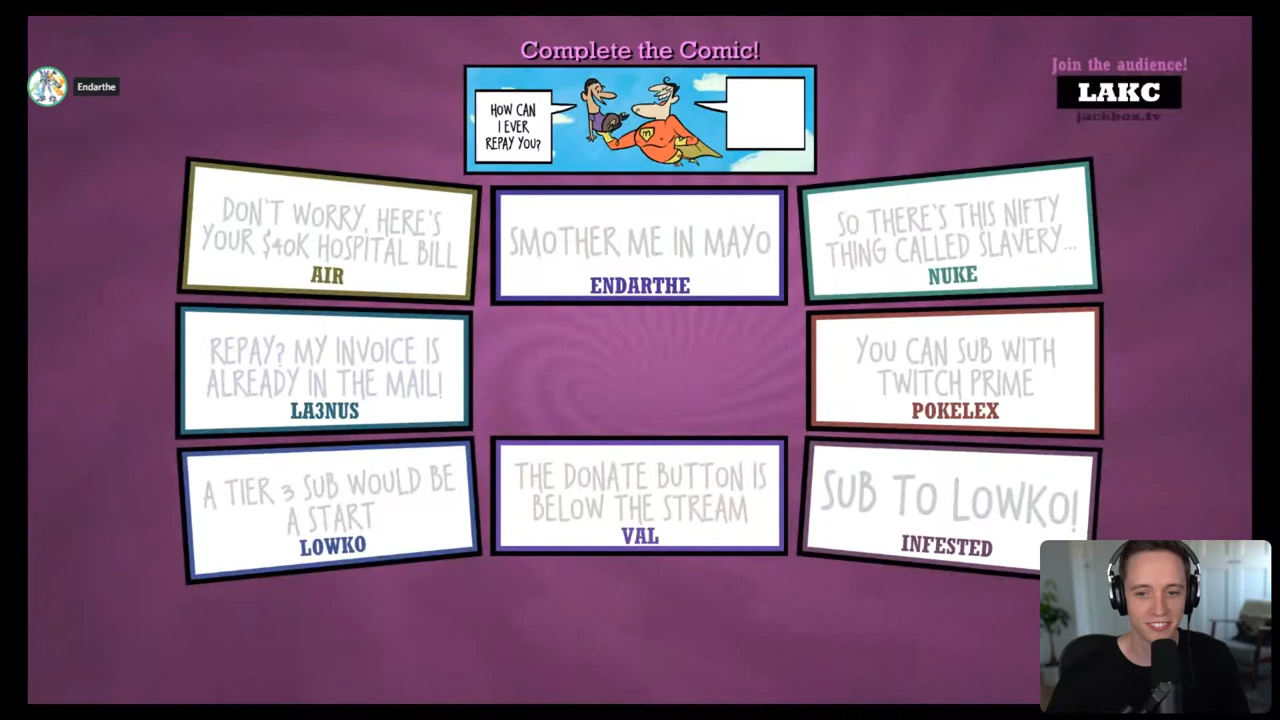 Complete the Comic!
Join the audience!
LAKC
jackbox.tv
Endarthe
HOW CAN
I EVER
REPAY YOU?
DON'T WORRY, HERE'S
YOUR $40K HOSPITAL BILL
AIR
SMOTHER ME IN MAYO
ENDARTHE
SO THERE'S THIS NIFTY
THING CALLED SLAVERY...
NUKE
REPAY? MY INVOICE IS
ALREADY IN THE MAIL!
LA3NUS
YOU CAN SUB WITH
TWITCH PRIME
POKELEX
A TIER 3 SUB WOULD BE
A START
LOWKO
THE DONATE BUTTON IS
BELOW THE STREAM
VAL
SUB TO LOWKO!
INFESTED